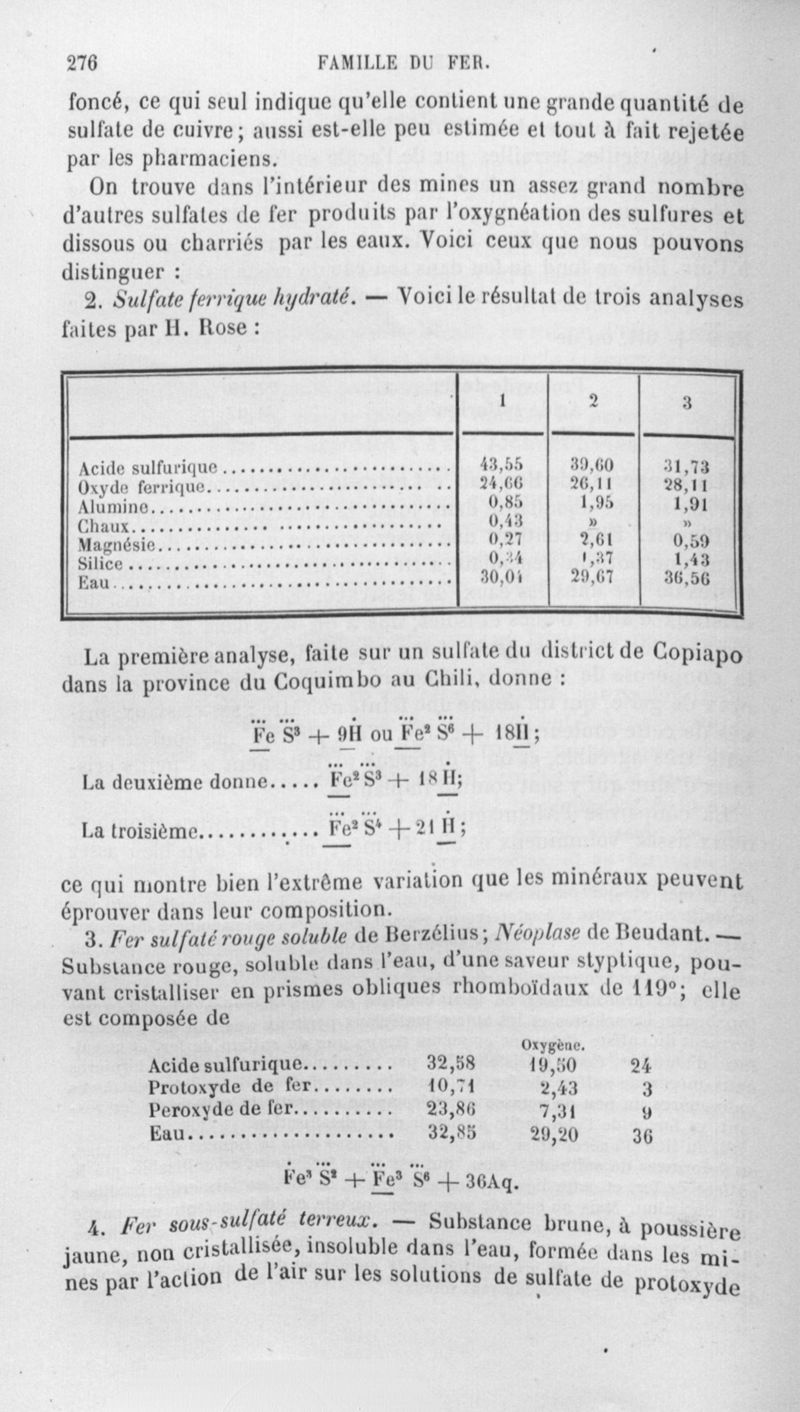 276 FAMILLE DU FER.
foncé, ce qui seul indique qu'elle contient une grande quantité de
sulfate de cuivre; aussi est-elle peu estimée et tout à fait rejetée
par les pharmaciens.
On trouve dans l'intérieur des mines un assez grand nombre
d'autres sulfates de fer produits par l'oxygnéation des sulfures et
dissous ou charriés par les eaux. Voici ceux que nous pouvons
distinguer :
2. Sulfate ferrique hydraté. — Voici le résultat de trois analyses
faites par H. Rose :
1 2 3
Acide sulfurique 43,55 39,60 31,73
Oxyde ferrique 24,66 26,11 28,11
Alumine 0,85 1,95 1,91
Chaux 0,43 » »
Magnésie 0,27 2,61 0,59
Silice 0,34 1,37 1,43
Eau 30,01 29,67 36,56
La première analyse, faite sur un sulfate du district de Copiapo
dans la province du Coquimbo au Chili, donne :
Fe S³ + 9H ou Fe² S⁶ + 18H;
La deuxième donne..... Fe² S³ + 18 H;
La troisième............ Fe² S⁴ + 21 H;
ce qui montre bien l'extrême variation que les minéraux peuvent
éprouver dans leur composition.
3. Fer sulfaté rouge soluble de Berzélius; Néoplase de Beudant. —
Substance rouge, soluble dans l'eau, d'une saveur styptique, pou-
vant cristalliser en prismes obliques rhomboïdaux de 119°; elle
est composée de
Oxygène.
Acide sulfurique.......... 32,58 19,50 24
Protoxyde de fer......... 10,71 2,43 3
Peroxyde de fer........... 23,86 7,31 9
Eau..................... 32,85 29,20 36
Fe³ S² + Fe³ S⁶ + 36Aq.
4. Fer sous-sulfaté terreux. — Substance brune, à poussière
jaune, non cristallisée, insoluble dans l'eau, formée dans les mi-
nes par l'action de l'air sur les solutions de sulfate de protoxyde